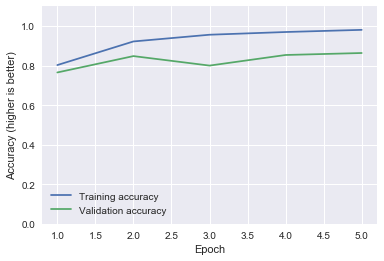 1.0
0.8
0.6
0.4
0.2
0.0
Accuracy (higher is better)
Training accuracy
Validation accuracy
1.0 1.5 2.0 2.5 3.0 3.5 4.0 4.5 5.0
Epoch